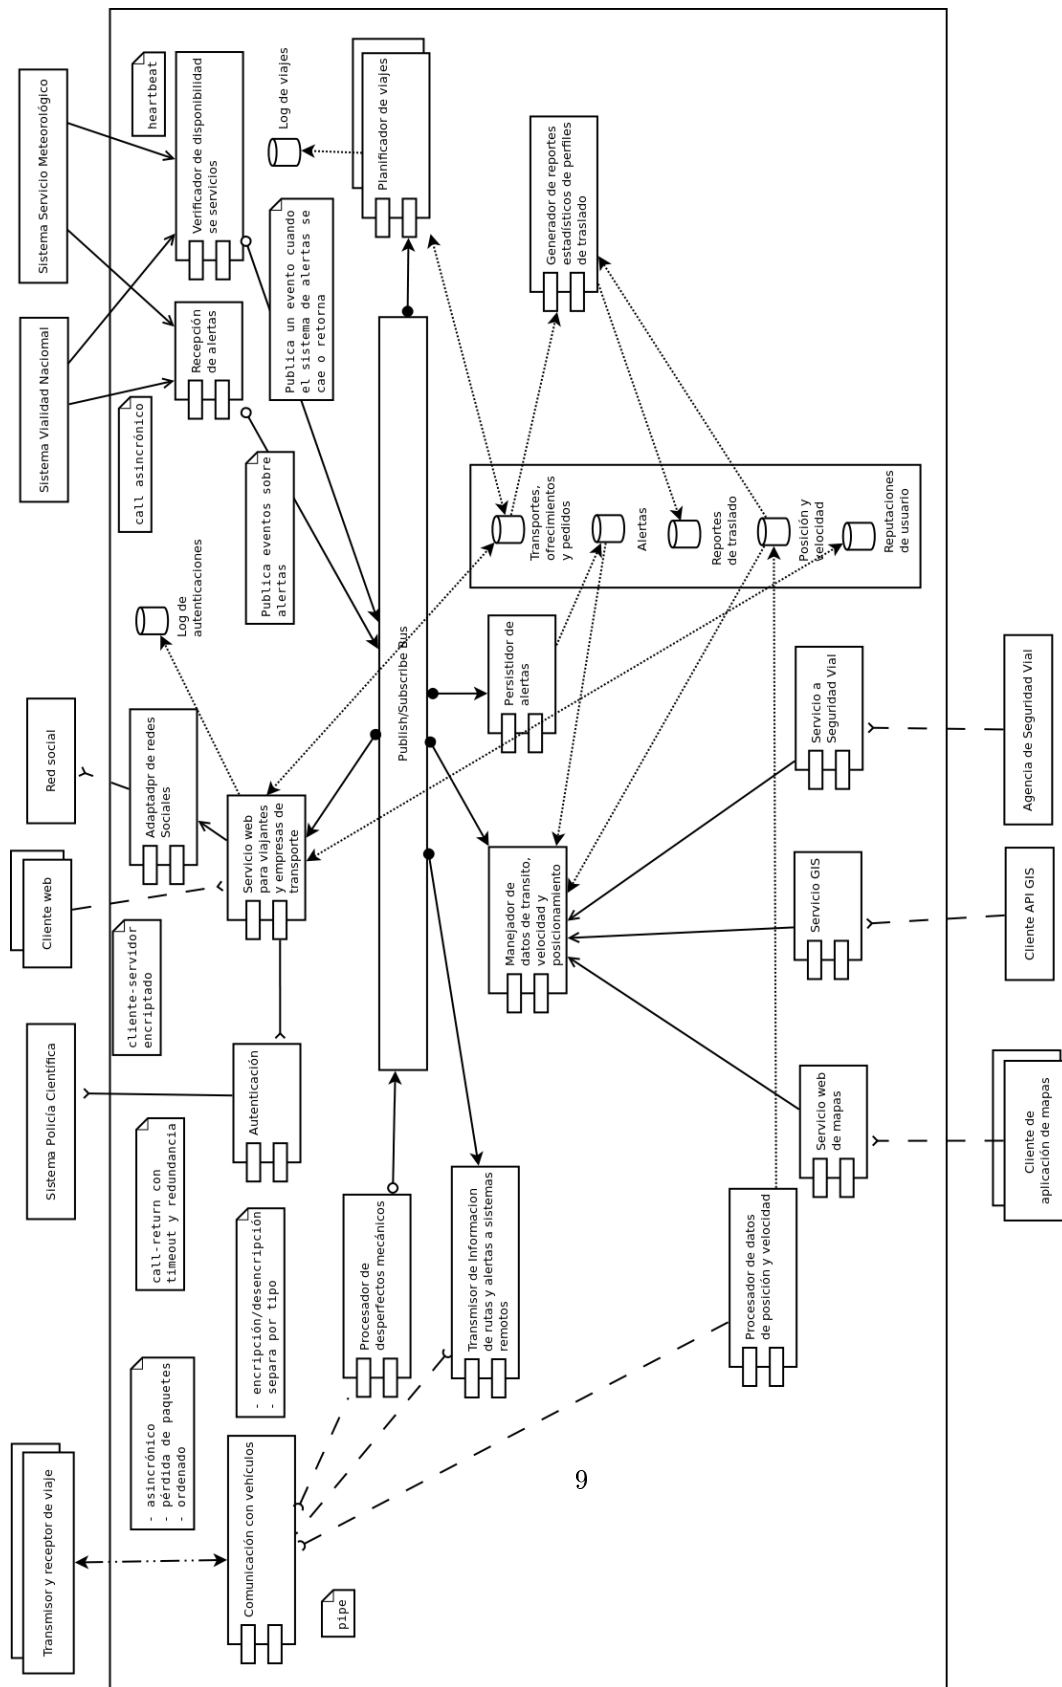 Transmisor y receptor de viaje
Sistema Policía Científica
Cliente web
Red social
Sistema Vialidad Nacional
Sistema Servicio Meteorológico
- asincrónico
- pérdida de paquetes
- ordenado
call-return con
timeout y redundancia
cliente-servidor
encriptado
Adaptadpr de redes
Sociales
Log de
autenticaciones
call asincrónico
Recepción
de alertas
Verificador de disponibilidad
se servicios
heartbeat
Comunicación con vehículos
- encripción/desencripción
- separa por tipo
Autenticación
Servicio web
para viajantes
y empresas de
transporte
Publica eventos sobre
alertas
Publica un evento cuando
el sistema de alertas se
cae o retorna
Log de viajes
pipe
Procesador de
desperfectos mecánicos
Publish/Subscribe Bus
Planificador de viajes
Transmisor de Informacion
de rutas y alertas a sistemas
remotos
Manejador de
datos de transito,
velocidad y
posicionamiento
Persistidor de
alertas
Transportes,
ofrecimientos
y pedidos
Alertas
Reportes
de traslado
Posición y
velocidad
Reputaciones
de usuario
Generador de reportes
estadísticos de perfiles
de traslado
Procesador de datos
de posición y velocidad
Servicio web
de mapas
Servicio GIS
Servicio a
Seguridad Vial
Cliente de
aplicación de mapas
Cliente API GIS
Agencia de Seguridad Vial
9